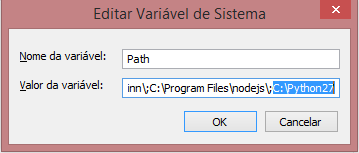 Editar Variável de Sistema
Nome da variável: Path
Valor da variável: inn\;C:\Program Files\nodejs\;C:\Python27
OK Cancelar